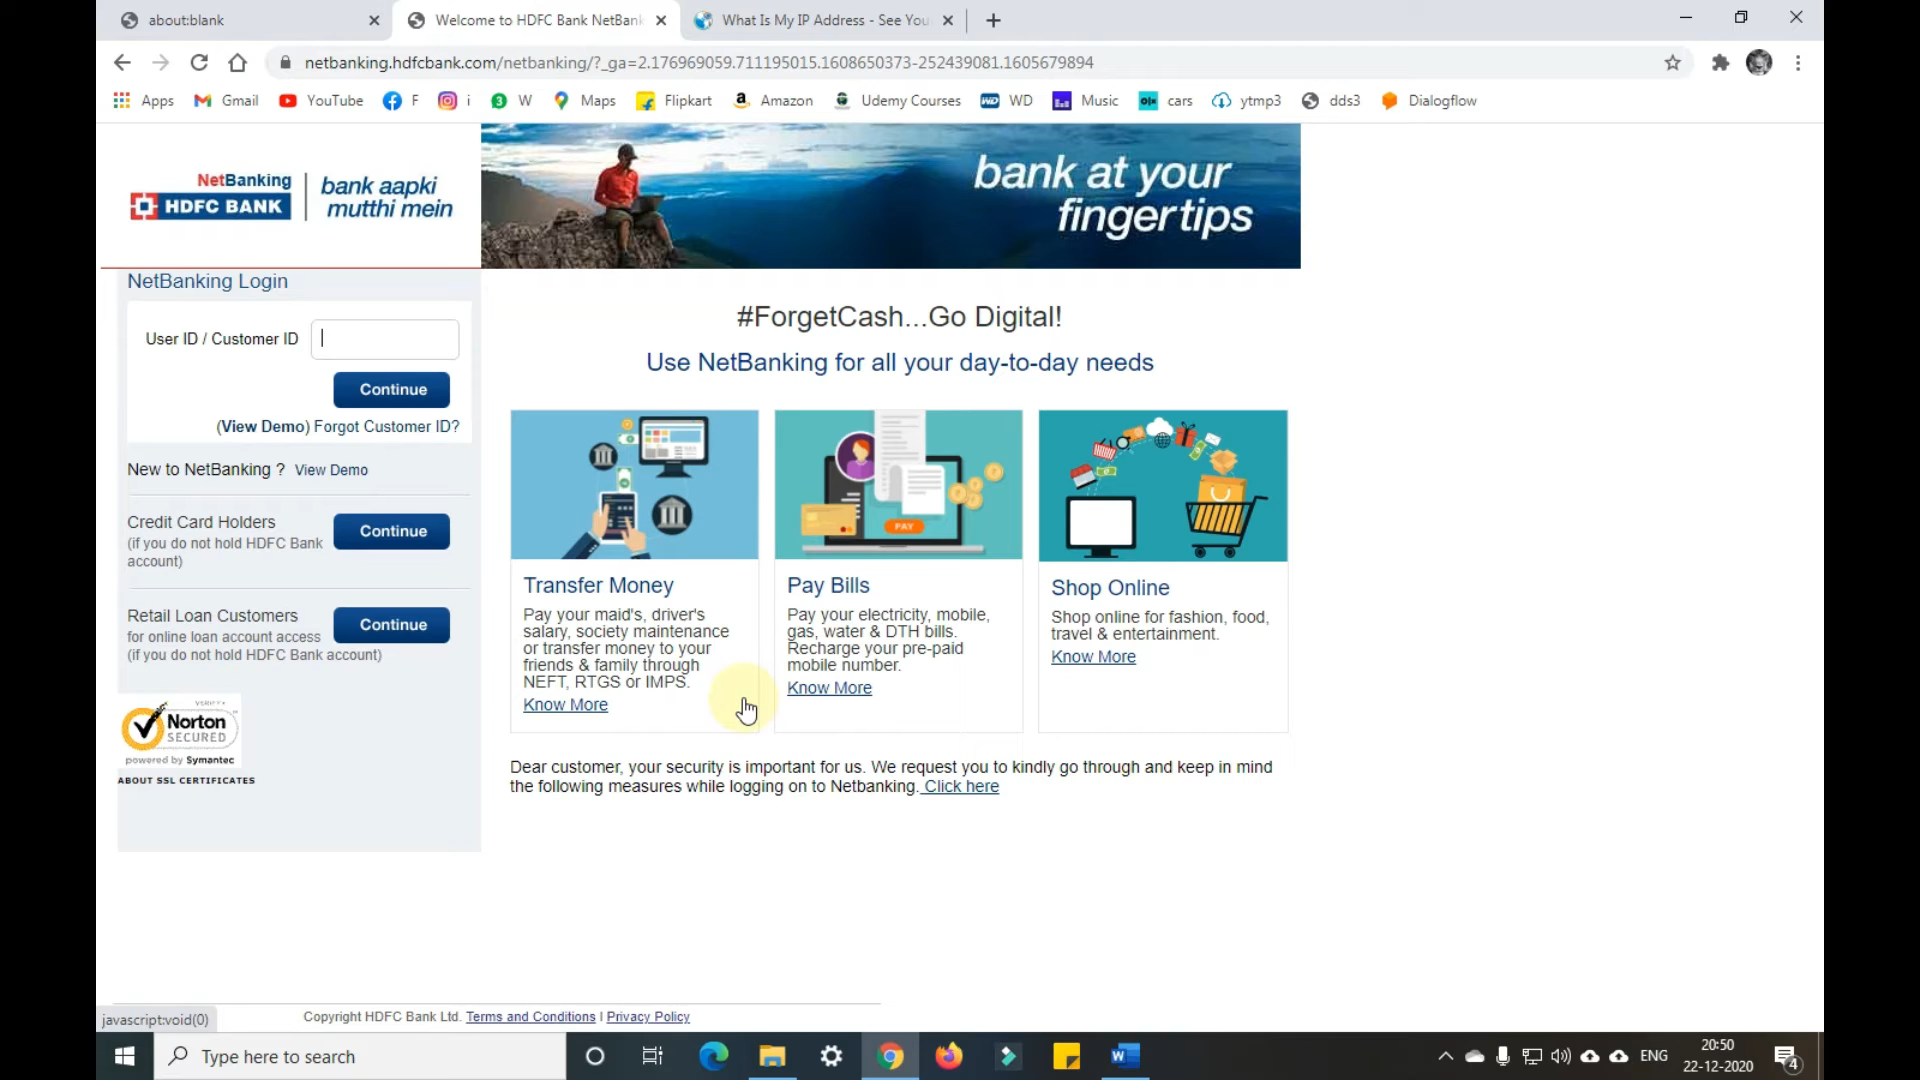 about:blank
Welcome to HDFC Bank NetBank
What Is My IP Address - See You
netbanking.hdfcbank.com/netbanking/?_ga=2.176969059.711195015.1608650373-252439081.1605679894
Apps
Gmail
YouTube
F
i
3
W
Maps
Flipkart
Amazon
Udemy Courses
WD
WD
Music
olx
cars
ytmp3
dds3
Dialogflow
NetBanking
HDFC BANK
bank aapki
mutthi mein
bank at your
fingertips
NetBanking Login
User ID / Customer ID
Continue
(View Demo) Forgot Customer ID?
New to NetBanking ? View Demo
Credit Card Holders
(if you do not hold HDFC Bank
account)
Continue
Retail Loan Customers
for online loan account access
(if you do not hold HDFC Bank account)
Continue
VERIFY
Norton
SECURED
powered by Symantec
ABOUT SSL CERTIFICATES
#ForgetCash...Go Digital!
Use NetBanking for all your day-to-day needs
Transfer Money
Pay your maid's, driver's
salary, society maintenance
or transfer money to your
friends & family through
NEFT, RTGS or IMPS.
Know More
PAY
Pay Bills
Pay your electricity, mobile,
gas, water & DTH bills.
Recharge your pre-paid
mobile number.
Know More
Shop Online
Shop online for fashion, food,
travel & entertainment.
Know More
Dear customer, your security is important for us. We request you to kindly go through and keep in mind
the following measures while logging on to Netbanking. Click here
javascript:void(0)
Copyright HDFC Bank Ltd. Terms and Conditions I Privacy Policy
Type here to search
ENG
20:50
22-12-2020
4